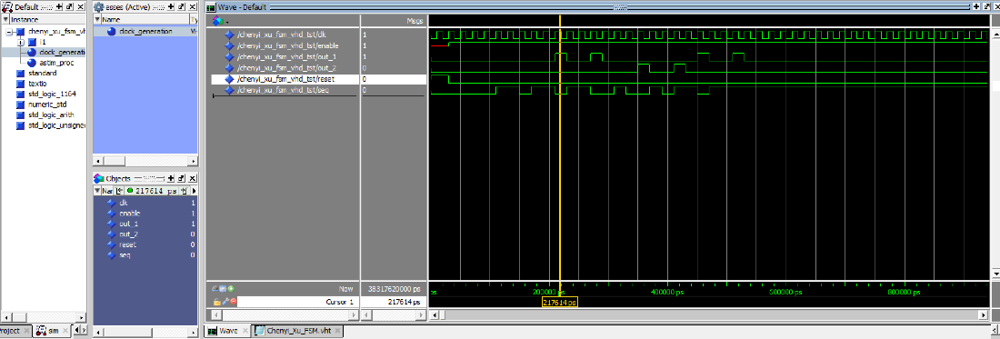 Default
Instance
chenyi_xu_fsm_vh
i1
clock_generatio
astim_proc
standard
textio
std_logic_1164
numeric_std
std_logic_arith
std_logic_unsigne
roject
sim
esses (Active)
Name
Ty
clock_generation
Objects
Nar
217614 ps
clk 1
enable 1
out_1 1
out_2 0
reset 0
seq 0
Wave - Default
Msgs
/chenyi_xu_fsm_vhd_tst/clk 1
/chenyi_xu_fsm_vhd_tst/enable 1
/chenyi_xu_fsm_vhd_tst/out_1 1
/chenyi_xu_fsm_vhd_tst/out_2 0
/chenyi_xu_fsm_vhd_tst/reset 0
/chenyi_xu_fsm_vhd_tst/seq 0
Now 38317620000 ps
Cursor 1 217614 ps
ps 200000 ps 400000 ps 600000 ps 800000 ps
217614 ps
Wave
Chenyi_Xu_FSM.vht